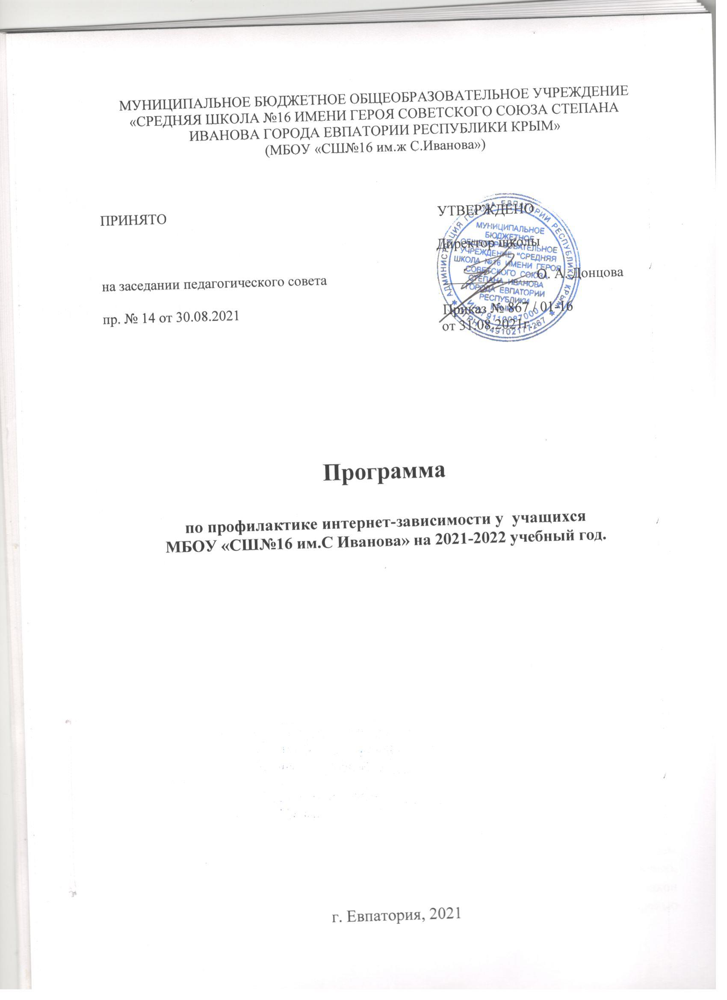 МУНИЦИПАЛЬНОЕ БЮДЖЕТНОЕ ОБЩЕОБРАЗОВАТЕЛЬНОЕ УЧРЕЖДЕНИЕ
«СРЕДНЯЯ ШКОЛА №16 ИМЕНИ ГЕРОЯ СОВЕТСКОГО СОЮЗА СТЕПАНА
ИВАНОВА ГОРОДА ЕВПАТОРИИ РЕСПУБЛИКИ КРЫМ»
(МБОУ «СШ№16 им.ж С.Иванова»)
ПРИНЯТО
на заседании педагогического совета
пр. № 14 от 30.08.2021
УТВЕРЖДЕНО
Директор школы
О. А. Донцова
Приказ № 867 / 01-16
от 31.08.2021г.
АДМИНИСТРАЦИЯ ГОРОДА ЕВПАТОРИИ РЕСПУБЛИКИ КРЫМ
МУНИЦИПАЛЬНОЕ
БЮДЖЕТНОЕ
ОБЩЕОБРАЗОВАТЕЛЬНОЕ
УЧРЕЖДЕНИЕ "СРЕДНЯЯ
ШКОЛА №16 ИМЕНИ ГЕРОЯ
СОВЕТСКОГО СОЮЗА
СТЕПАНА ИВАНОВА
ГОРОДА ЕВПАТОРИИ
РЕСПУБЛИКИ
КРЫМ"
ИНН 9110087000
ОГРН
Программа
по профилактике интернет-зависимости у  учащихся
МБОУ «СШ№16 им.С Иванова» на 2021-2022 учебный год.
г. Евпатория, 2021